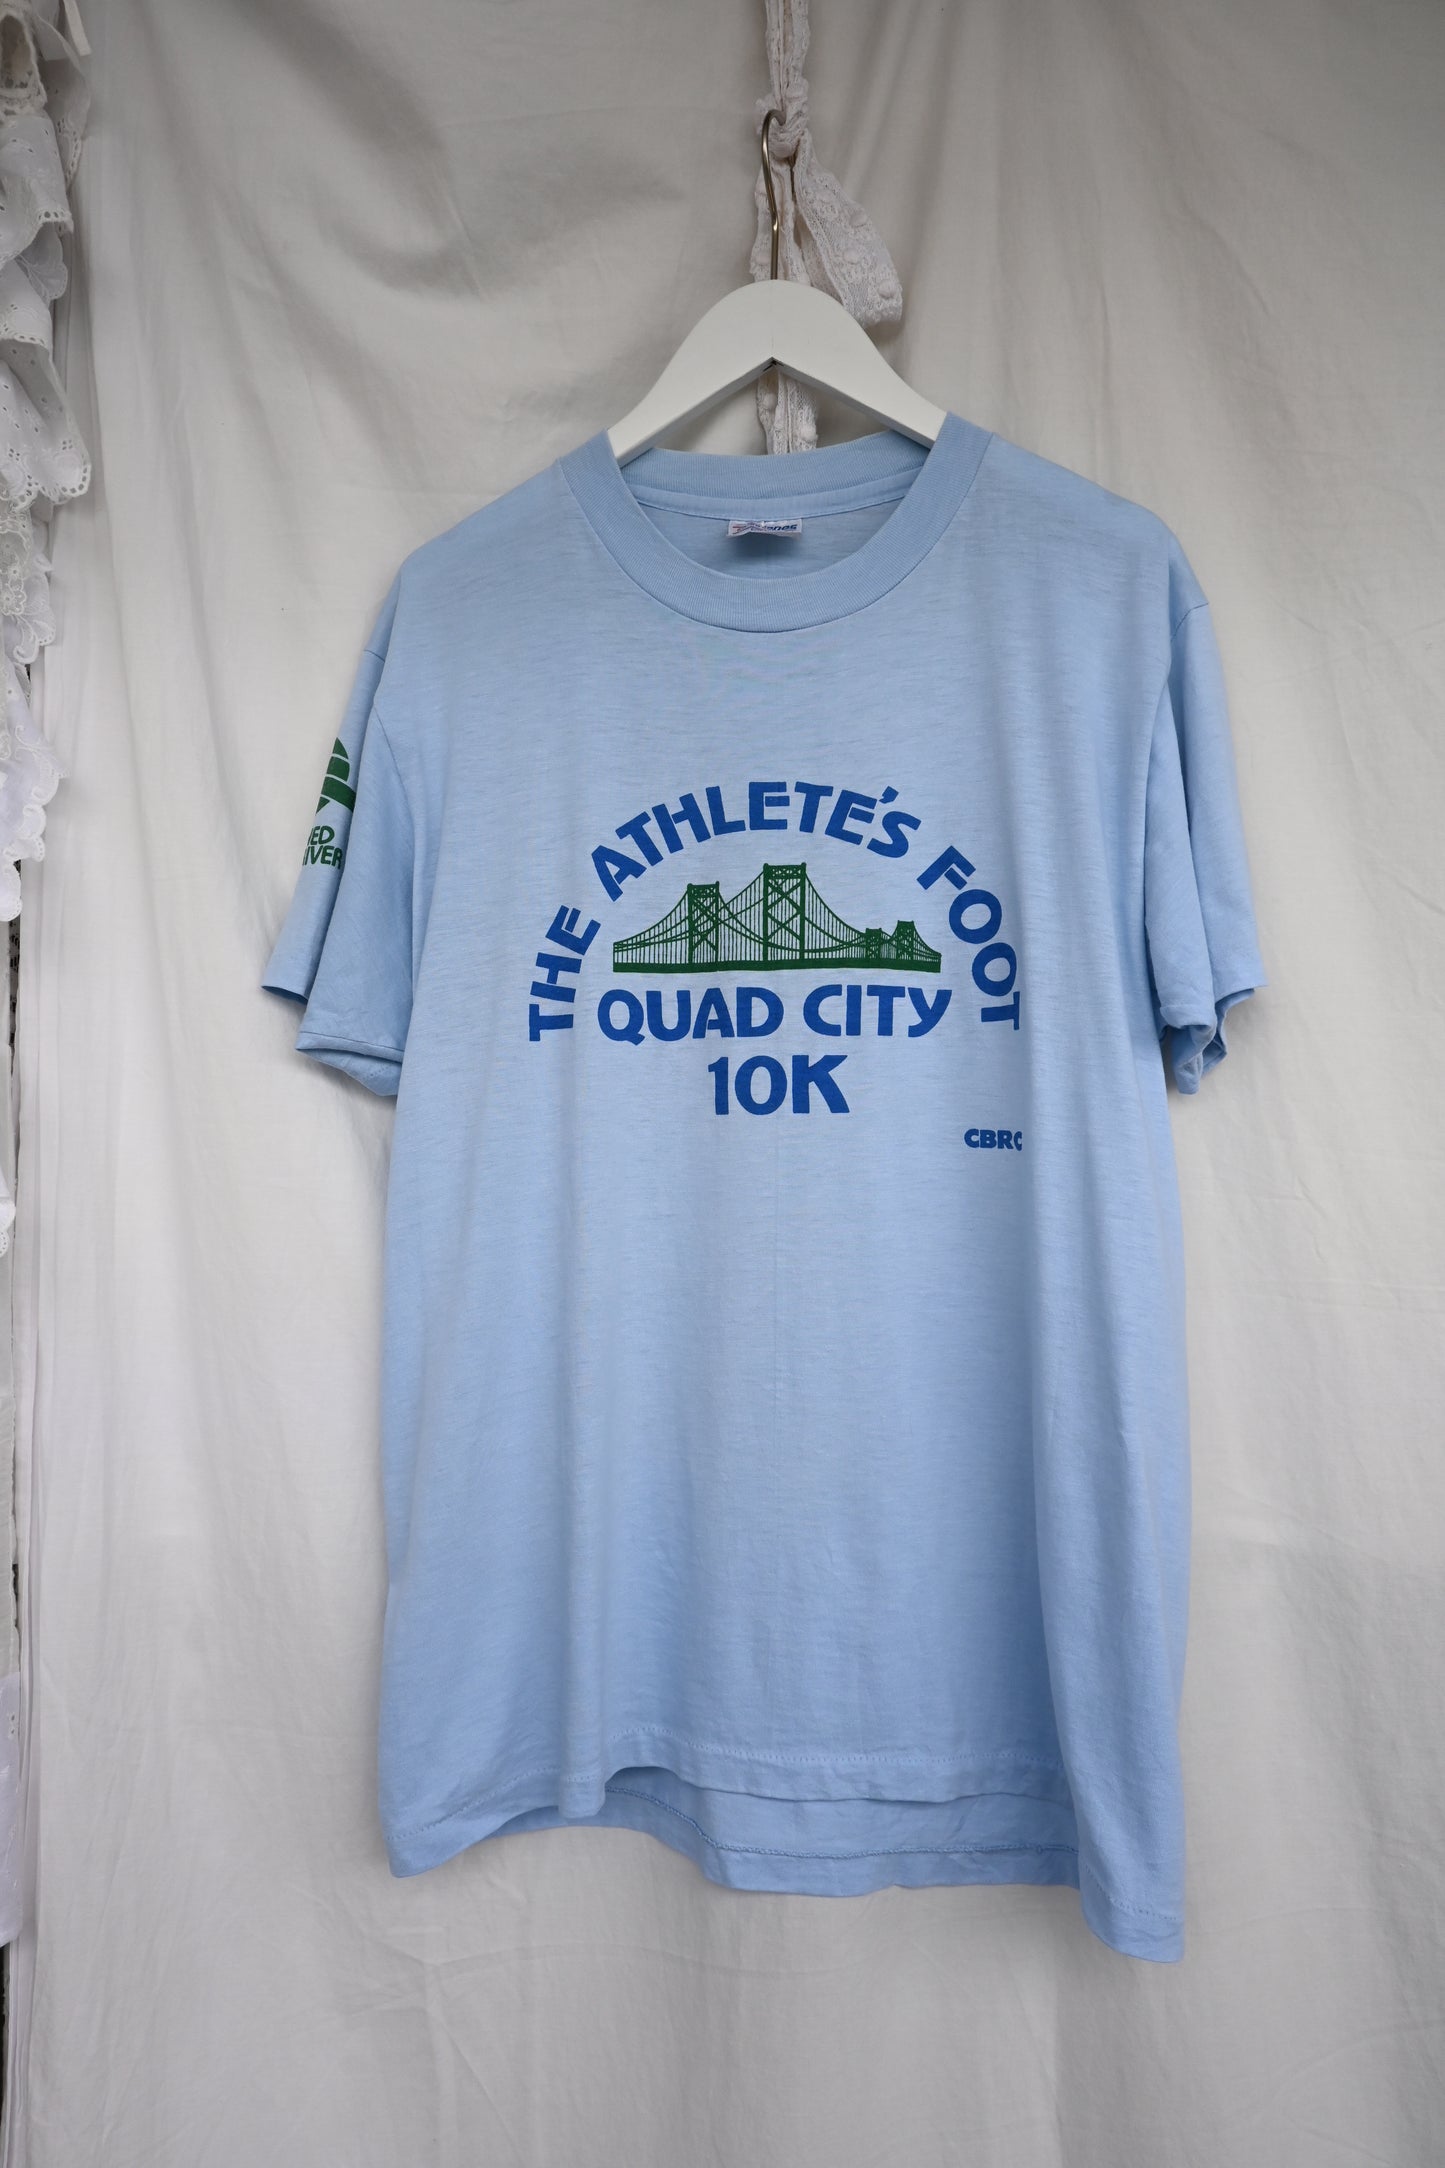 THE ATHLETE'S FOOT
QUAD CITY
10K
CBRC